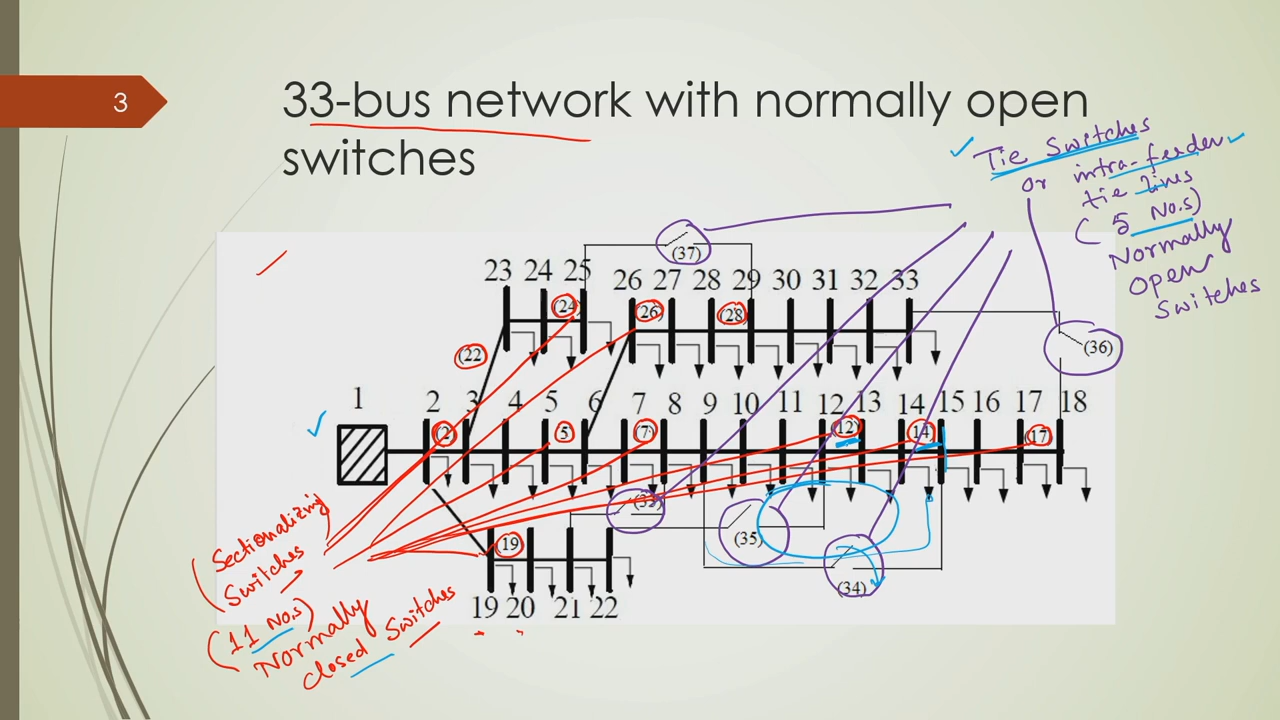 3
33-bus network with normally open
switches
Tie Switches
or intra-feeder
tie lines
(5 No.s)
Normally
Open
Switches
(37)
23 24 25 26 27 28 29 30 31 32 33
(24) (26) (28)
(22)
(36)
1 2 3 4 5 6 7 8 9 10 11 12 13 14 15 16 17 18
(2) (5) (7) (12) (14) (17)
(33)
(35)
(19)
(34)
19 20 21 22
(Sectionalizing
Switches
(11 No.s)
Normally
closed Switches